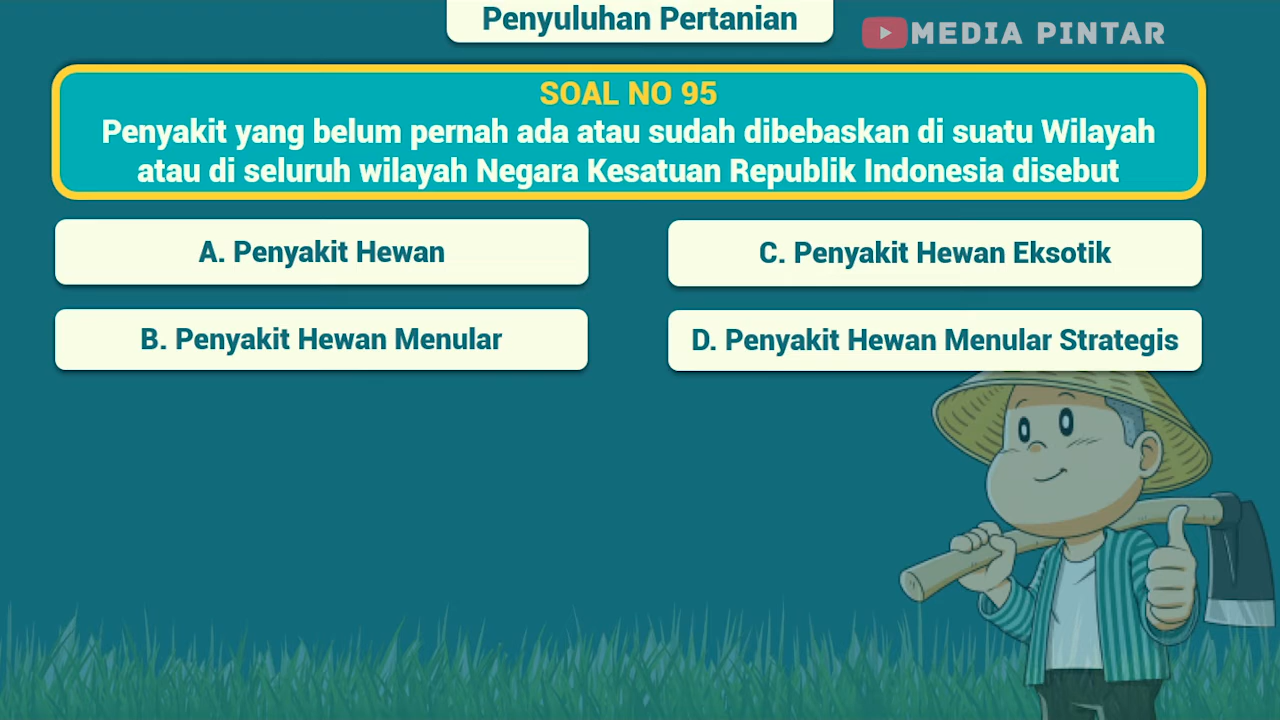 Penyuluhan Pertanian
MEDIA PINTAR
SOAL NO 95
Penyakit yang belum pernah ada atau sudah dibebaskan di suatu Wilayah
atau di seluruh wilayah Negara Kesatuan Republik Indonesia disebut
A. Penyakit Hewan
B. Penyakit Hewan Menular
C. Penyakit Hewan Eksotik
D. Penyakit Hewan Menular Strategis